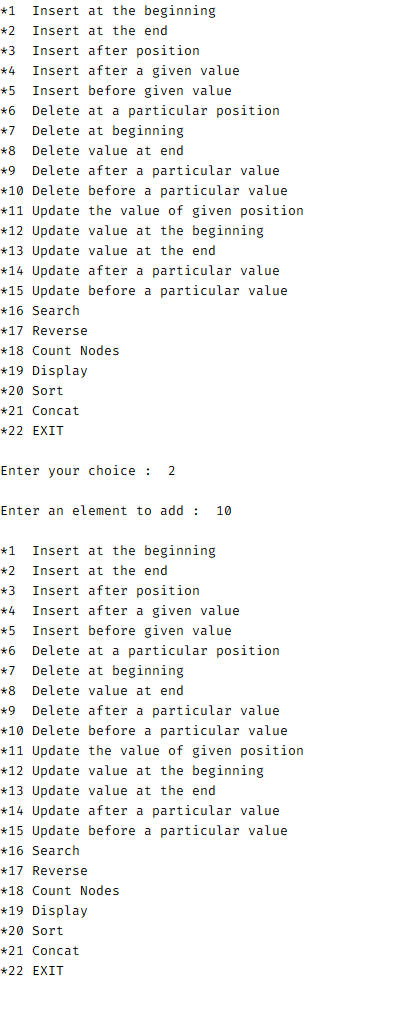 *1  Insert at the beginning
*2  Insert at the end
*3  Insert after position
*4  Insert after a given value
*5  Insert before given value
*6  Delete at a particular position
*7  Delete at beginning
*8  Delete value at end
*9  Delete after a particular value
*10 Delete before a particular value
*11 Update the value of given position
*12 Update value at the beginning
*13 Update value at the end
*14 Update after a particular value
*15 Update before a particular value
*16 Search
*17 Reverse
*18 Count Nodes
*19 Display
*20 Sort
*21 Concat
*22 EXIT
Enter your choice :  2
Enter an element to add :  10
*1  Insert at the beginning
*2  Insert at the end
*3  Insert after position
*4  Insert after a given value
*5  Insert before given value
*6  Delete at a particular position
*7  Delete at beginning
*8  Delete value at end
*9  Delete after a particular value
*10 Delete before a particular value
*11 Update the value of given position
*12 Update value at the beginning
*13 Update value at the end
*14 Update after a particular value
*15 Update before a particular value
*16 Search
*17 Reverse
*18 Count Nodes
*19 Display
*20 Sort
*21 Concat
*22 EXIT